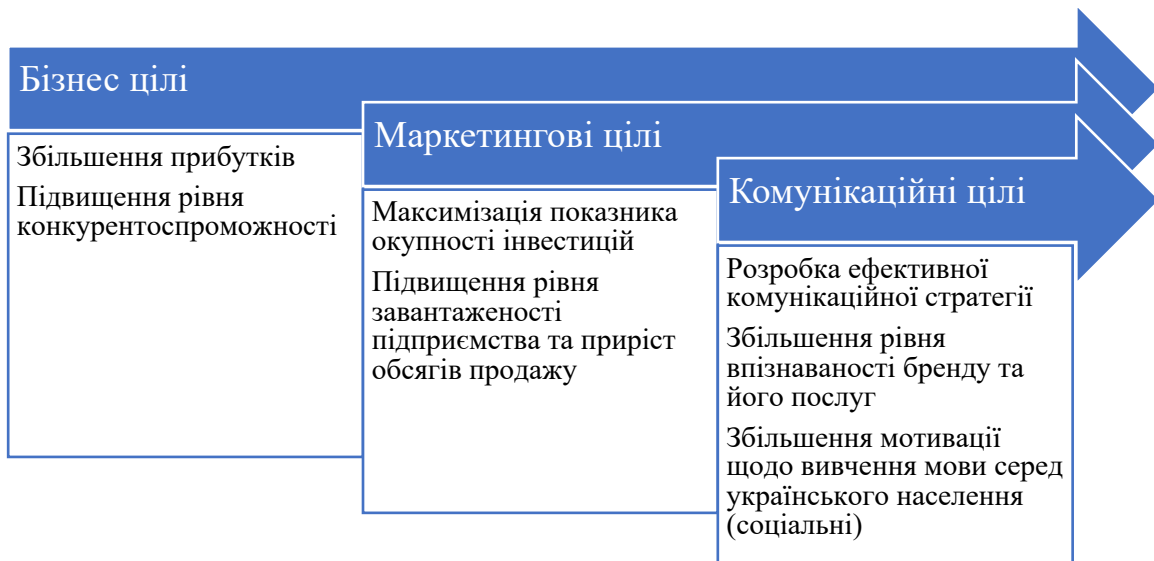 Бізнес цілі
Збільшення прибутків
Підвищення рівня
конкурентоспроможності
Маркетингові цілі
Максимізація показника
окупності інвестицій
Підвищення рівня
завантаженості
підприємства та приріст
обсягів продажу
Комунікаційні цілі
Розробка ефективної
комунікаційної стратегії
Збільшення рівня
впізнаваності бренду та
його послуг
Збільшення мотивації
щодо вивчення мови серед
українського населення
(соціальні)